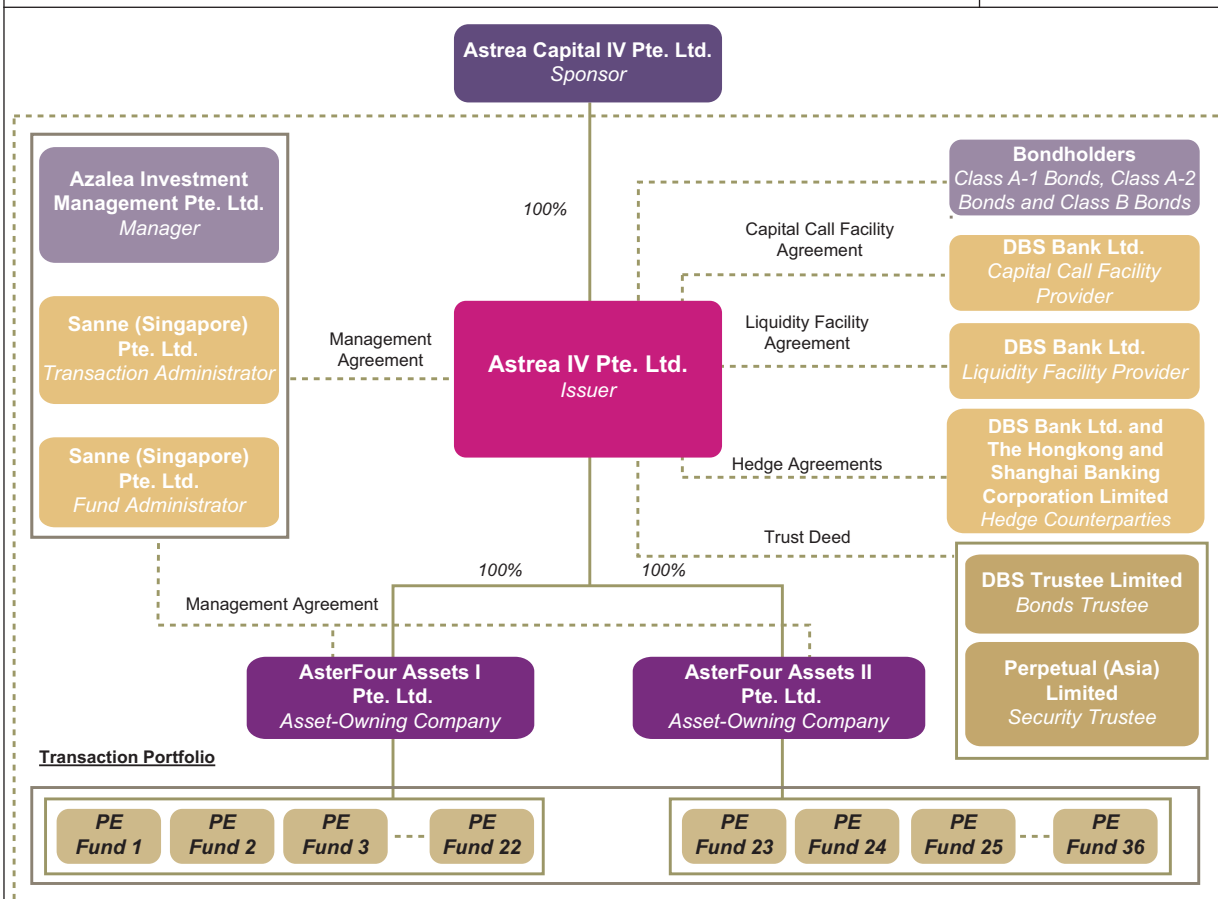 Astrea Capital IV Pte. Ltd.
Sponsor
100%
Azalea Investment
Management Pte. Ltd.
Manager
Sanne (Singapore)
Pte. Ltd.
Transaction Administrator
Sanne (Singapore)
Pte. Ltd.
Fund Administrator
Management
Agreement
Astrea IV Pte. Ltd.
Issuer
Bondholders
Class A-1 Bonds, Class A-2
Bonds and Class B Bonds
Capital Call Facility
Agreement
DBS Bank Ltd.
Capital Call Facility
Provider
Liquidity Facility
Agreement
DBS Bank Ltd.
Liquidity Facility Provider
Hedge Agreements
DBS Bank Ltd. and
The Hongkong and
Shanghai Banking
Corporation Limited
Hedge Counterparties
Trust Deed
DBS Trustee Limited
Bonds Trustee
Perpetual (Asia)
Limited
Security Trustee
100%
100%
Management Agreement
AsterFour Assets I
Pte. Ltd.
Asset-Owning Company
AsterFour Assets II
Pte. Ltd.
Asset-Owning Company
Transaction Portfolio
PE
Fund 1
PE
Fund 2
PE
Fund 3
PE
Fund 22
PE
Fund 23
PE
Fund 24
PE
Fund 25
PE
Fund 36